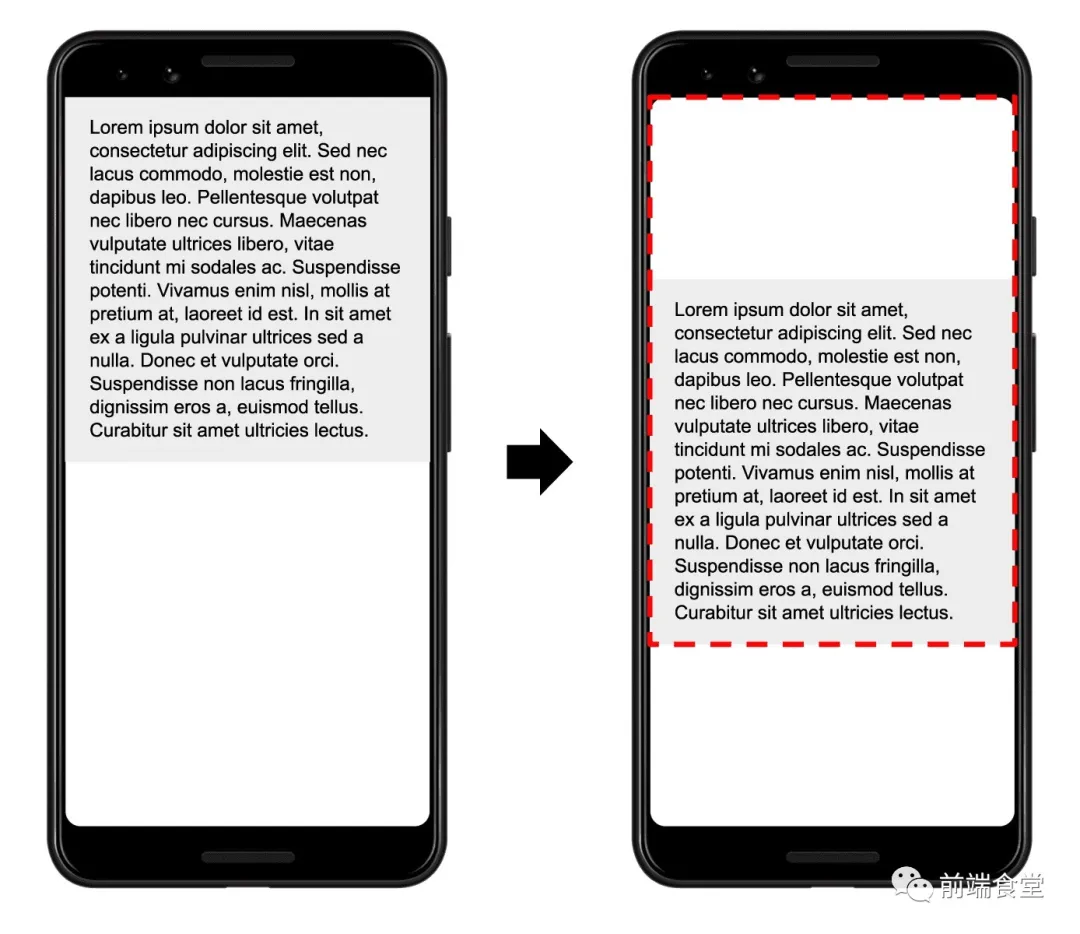 Lorem ipsum dolor sit amet,
consectetur adipiscing elit. Sed nec
lacus commodo, molestie est non,
dapibus leo. Pellentesque volutpat
nec libero nec cursus. Maecenas
vulputate ultrices libero, vitae
tincidunt mi sodales ac. Suspendisse
potenti. Vivamus enim nisl, mollis at
pretium at, laoreet id est. In sit amet
ex a ligula pulvinar ultrices sed a
nulla. Donec et vulputate orci.
Suspendisse non lacus fringilla,
dignissim eros a, euismod tellus.
Curabitur sit amet ultricies lectus.
Lorem ipsum dolor sit amet,
consectetur adipiscing elit. Sed nec
lacus commodo, molestie est non,
dapibus leo. Pellentesque volutpat
nec libero nec cursus. Maecenas
vulputate ultrices libero, vitae
tincidunt mi sodales ac. Suspendisse
potenti. Vivamus enim nisl, mollis at
pretium at, laoreet id est. In sit amet
ex a ligula pulvinar ultrices sed a
nulla. Donec et vulputate orci.
Suspendisse non lacus fringilla,
dignissim eros a, euismod tellus.
Curabitur sit amet ultricies lectus.
前端食堂